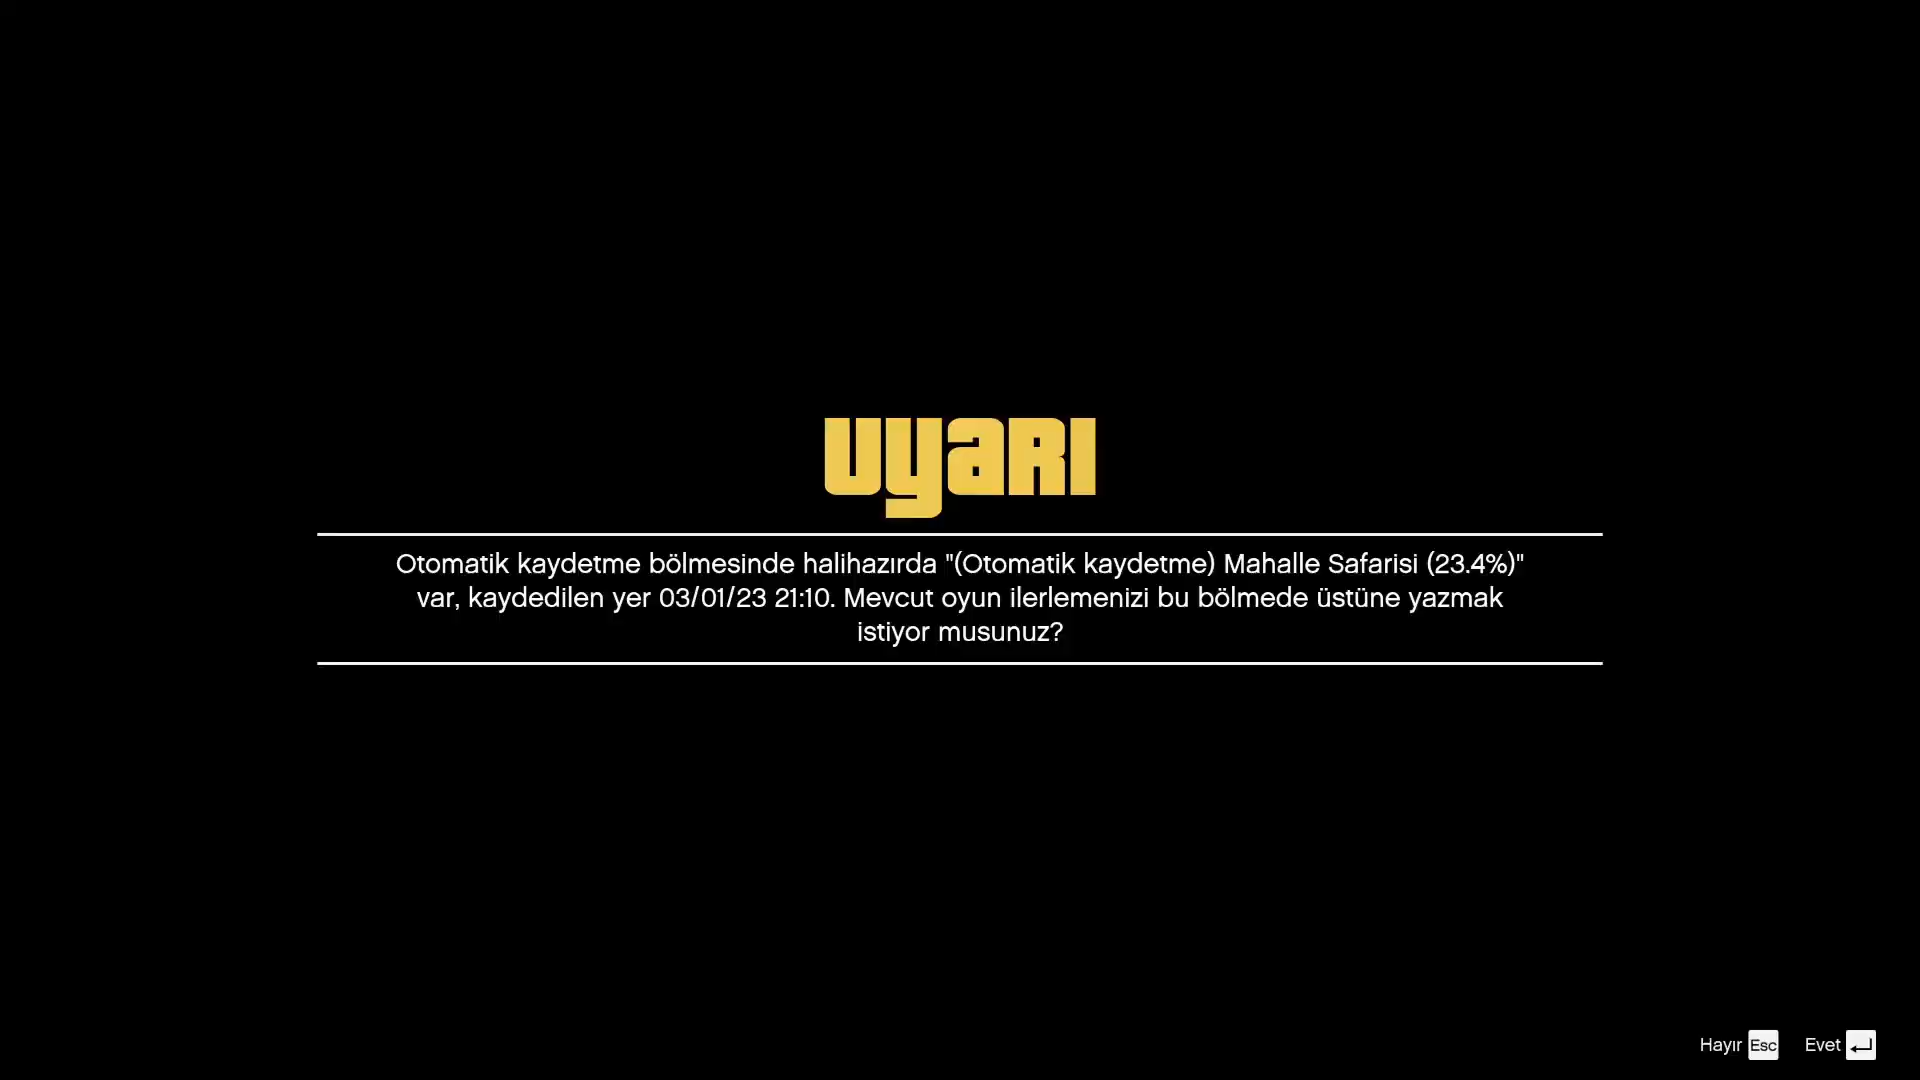 uyarı
Otomatik kaydetme bölmesinde halihazırda "(Otomatik kaydetme) Mahalle Safarisi (23.4%)"
var, kaydedilen yer 03/01/23 21:10. Mevcut oyun ilerlemenizi bu bölmede üstüne yazmak
istiyor musunuz?
Hayır Esc Evet